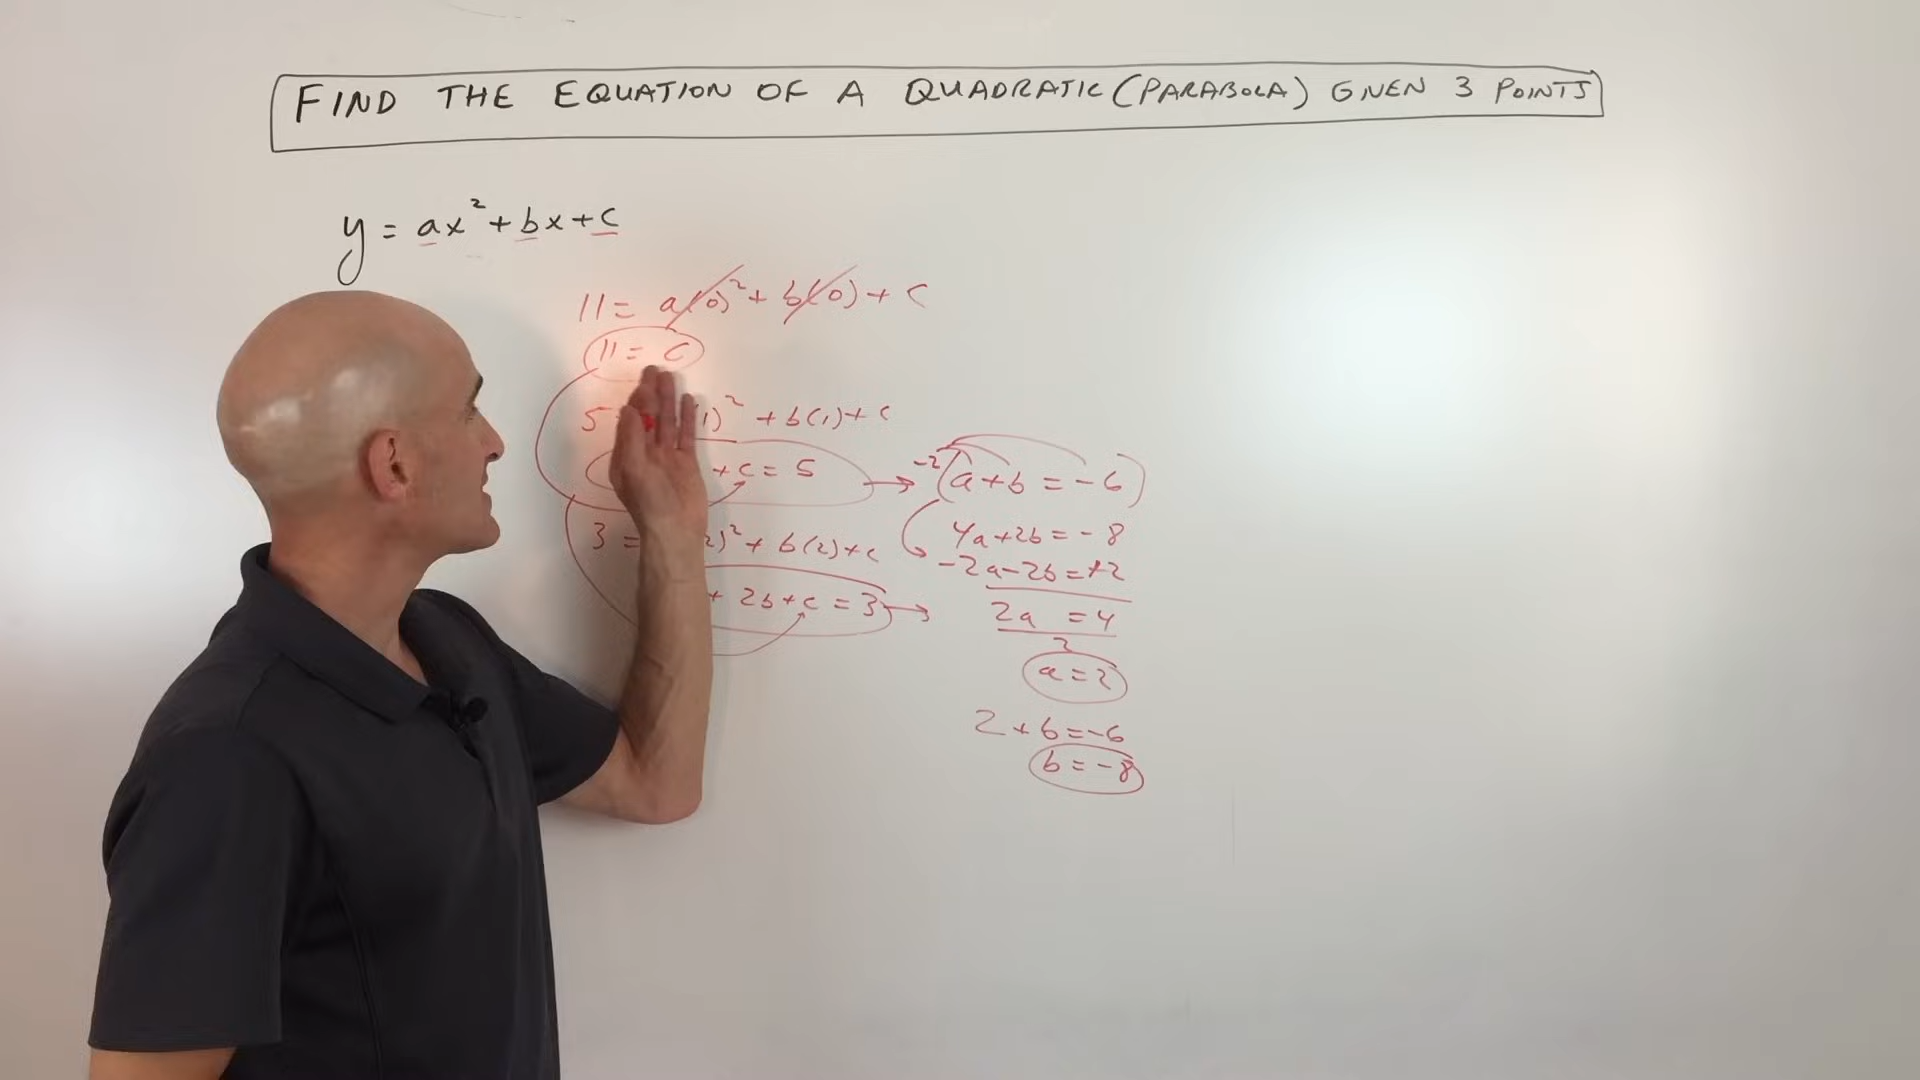 FIND THE EQUATION OF A QUADRATIC (PARABOLA) GIVEN 3 POINTS
y = ax² + bx + c
11 = a(0)² + b(0) + c
11 = c
5 (1)² + b(1) + c
+ c = 5
3 = 2)² + b(2) + c
+ 2b + c = 3
-2(a + b = -6)
4a + 2b = -8
-2a - 2b = +12
2a = 4
2
a = 2
2 + b = -6
b = -8